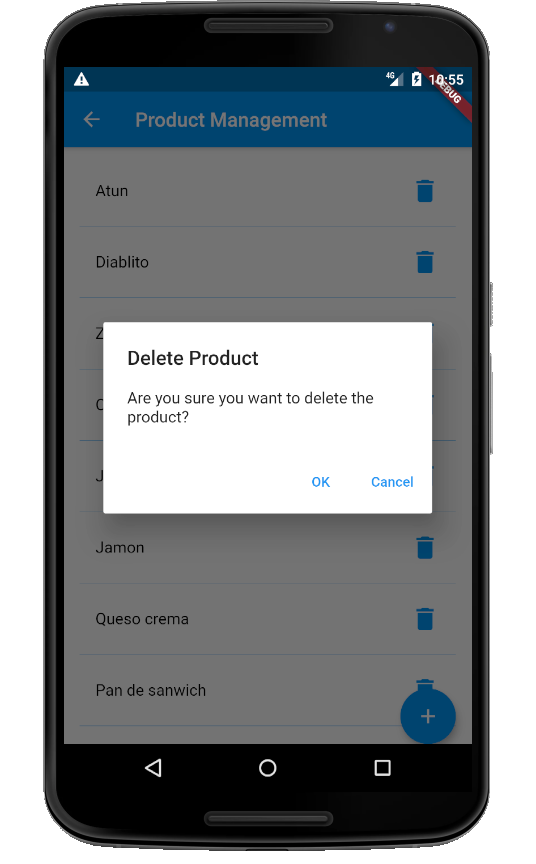 4G 10:55
DEBUG
Product Management
Atun
Diablito
Z
Delete Product
Are you sure you want to delete the
product?
J
OK Cancel
Jamon
Queso crema
Pan de sanwich